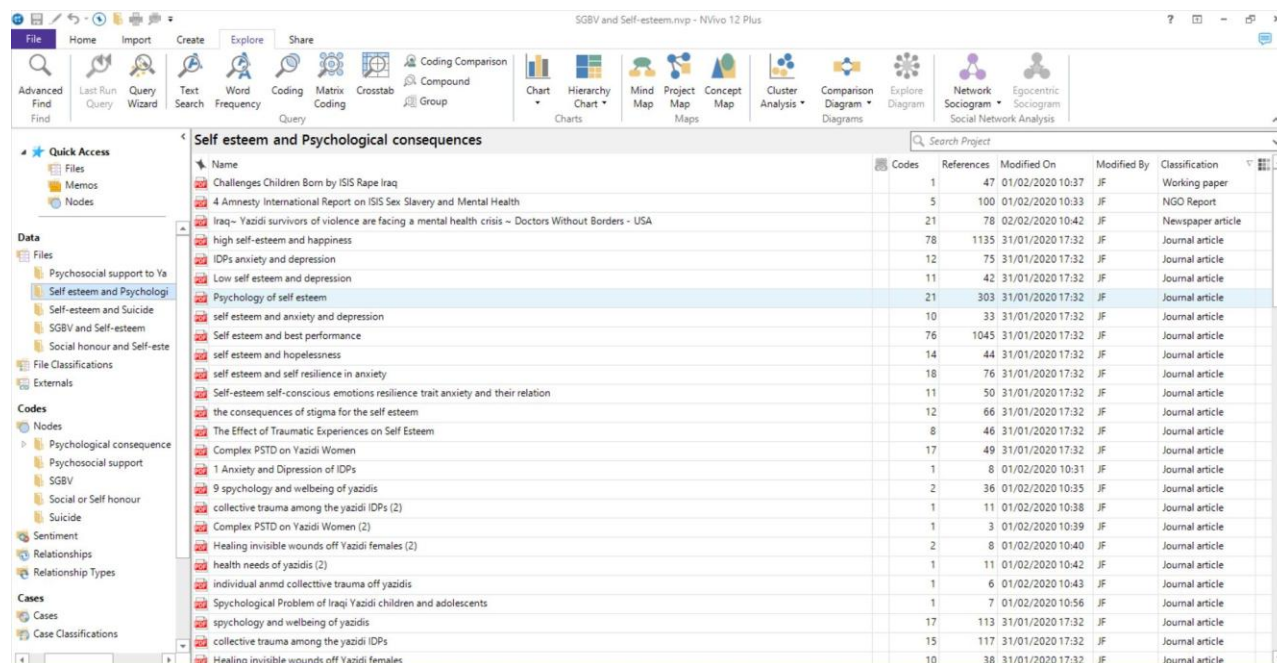 SGBV and Self-esteem.nvp - NVivo 12 Plus
File Home Import Create Explore Share
Advanced Find
Last Run Query
Query Wizard
Text Search
Word Frequency
Coding
Matrix Coding
Crosstab
Coding Comparison
Compound
Group
Chart
Hierarchy Chart
Mind Map
Project Map
Concept Map
Cluster Analysis
Comparison Diagram
Explore Diagram
Network Sociogram
Egocentric Sociogram
Find Query Charts Maps Diagrams Social Network Analysis
Quick Access
Files
Memos
Nodes
Data
Files
Psychosocial support to Ya
Self esteem and Psychologi
Self-esteem and Suicide
SGBV and Self-esteem
Social honour and Self-este
File Classifications
Externals
Codes
Nodes
Psychological consequence
Psychosocial support
SGBV
Social or Self honour
Suicide
Sentiment
Relationships
Relationship Types
Cases
Cases
Case Classifications
Self esteem and Psychological consequences
Search Project
Name Codes References Modified On Modified By Classification
Challenges Children Born by ISIS Rape Iraq 1 47 01/02/2020 10:37 JF Working paper
4 Amnesty International Report on ISIS Sex Slavery and Mental Health 5 100 01/02/2020 10:33 JF NGO Report
Iraq~ Yazidi survivors of violence are facing a mental health crisis ~ Doctors Without Borders - USA 21 78 02/02/2020 10:42 JF Newspaper article
high self-esteem and happiness 78 1135 31/01/2020 17:32 JF Journal article
IDPs anxiety and depression 12 75 31/01/2020 17:32 JF Journal article
Low self esteem and depression 11 42 31/01/2020 17:32 JF Journal article
Psychology of self esteem 21 303 31/01/2020 17:32 JF Journal article
self esteem and anxiety and depression 10 33 31/01/2020 17:32 JF Journal article
Self esteem and best performance 76 1045 31/01/2020 17:32 JF Journal article
self esteem and hopelessness 14 44 31/01/2020 17:32 JF Journal article
self esteem and self resilience in anxiety 18 76 31/01/2020 17:32 JF Journal article
Self-esteem self-conscious emotions resilience trait anxiety and their relation 11 50 31/01/2020 17:32 JF Journal article
the consequences of stigma for the self esteem 12 66 31/01/2020 17:32 JF Journal article
The Effect of Traumatic Experiences on Self Esteem 8 46 31/01/2020 17:32 JF Journal article
Complex PSTD on Yazidi Women 17 49 31/01/2020 17:32 JF Journal article
1 Anxiety and Dipression of IDPs 1 8 01/02/2020 10:31 JF Journal article
9 spychology and welbeing of yazidis 2 36 01/02/2020 10:35 JF Journal article
collective trauma among the yazidi IDPs (2) 1 11 01/02/2020 10:38 JF Journal article
Complex PSTD on Yazidi Women (2) 1 3 01/02/2020 10:39 JF Journal article
Healing invisible wounds off Yazidi females (2) 2 8 01/02/2020 10:40 JF Journal article
health needs of yazidis (2) 1 11 01/02/2020 10:42 JF Journal article
individual anmd collecttive trauma off yazidis 1 6 01/02/2020 10:43 JF Journal article
Spychological Problem of Iraqi Yazidi children and adolescents 1 7 01/02/2020 10:56 JF Journal article
spychology and welbeing of yazidis 17 113 31/01/2020 17:32 JF Journal article
collective trauma among the yazidi IDPs 15 117 31/01/2020 17:32 JF Journal article
Healing invisible wounds off Yazidi females 10 38 31/01/2020 17:32 JF Journal article